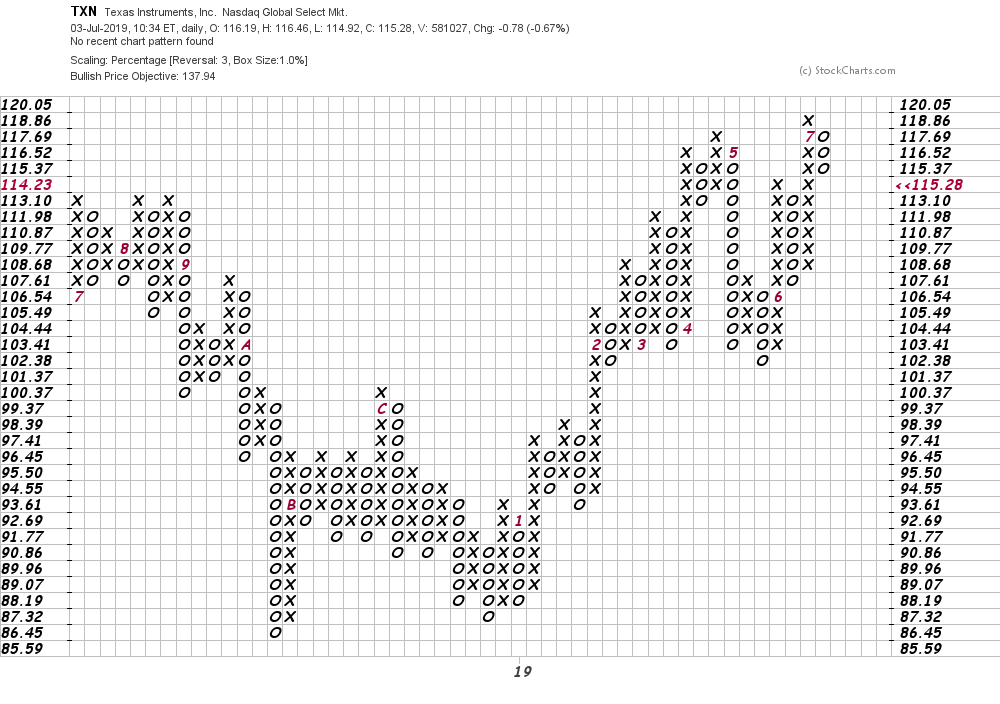 TXN Texas Instruments, Inc. Nasdaq Global Select Mkt.
03-Jul-2019, 10:34 ET, daily, O: 116.19, H: 116.46, L: 114.92, C: 115.28, V: 581027, Chg: -0.78 (-0.67%)
No recent chart pattern found
Scaling: Percentage [Reversal: 3, Box Size:1.0%]
Bullish Price Objective: 137.94
(c) StockCharts.com
120.05 120.05
118.86 X 118.86
117.69 X 7 O 117.69
116.52 X X 5 X O 116.52
115.37 X O X O X O 115.37
114.23 X O X O X X <<115.28
113.10 X X X X O O X O X 113.10
111.98 X O X O X O X X O X O X 111.98
110.87 X O X X O X O X O X O X O X 110.87
109.77 X O X 8 X O X O X O X O X O X 109.77
108.68 X O X O X O X 9 X X O X O X O X 108.68
107.61 X O O O X O X X O X O X O X X O 107.61
106.54 7 O X O X O X O X O X O X O 6 106.54
105.49 O O X O X X O X O X O X O X 105.49
104.44 O X X O X O X O X O 4 O X O X 104.44
103.41 O X O X A 2 O X 3 O O O X 103.41
102.38 O X O X O X O O 102.38
101.37 O X O O X 101.37
100.37 O O X X X 100.37
99.37 O X O C O X 99.37
98.39 O X O X O X X 98.39
97.41 O X O X O X X O X 97.41
96.45 O O X X X X O X O X O X 96.45
95.50 O X O X O X O X O X X O X O X 95.50
94.55 O X O X O X O X O X O X X O O X 94.55
93.61 O B O X O X O X O X O X O X X O 93.61
92.69 O X O O X O X O X O X O X 1 X 92.69
91.77 O X O O O X O X O X X O X 91.77
90.86 O X O O O X O X O X 90.86
89.96 O X O X O X O X 89.96
89.07 O X O X O X O X 89.07
88.19 O X O O X O 88.19
87.32 O X O 87.32
86.45 O 86.45
85.59 85.59
19